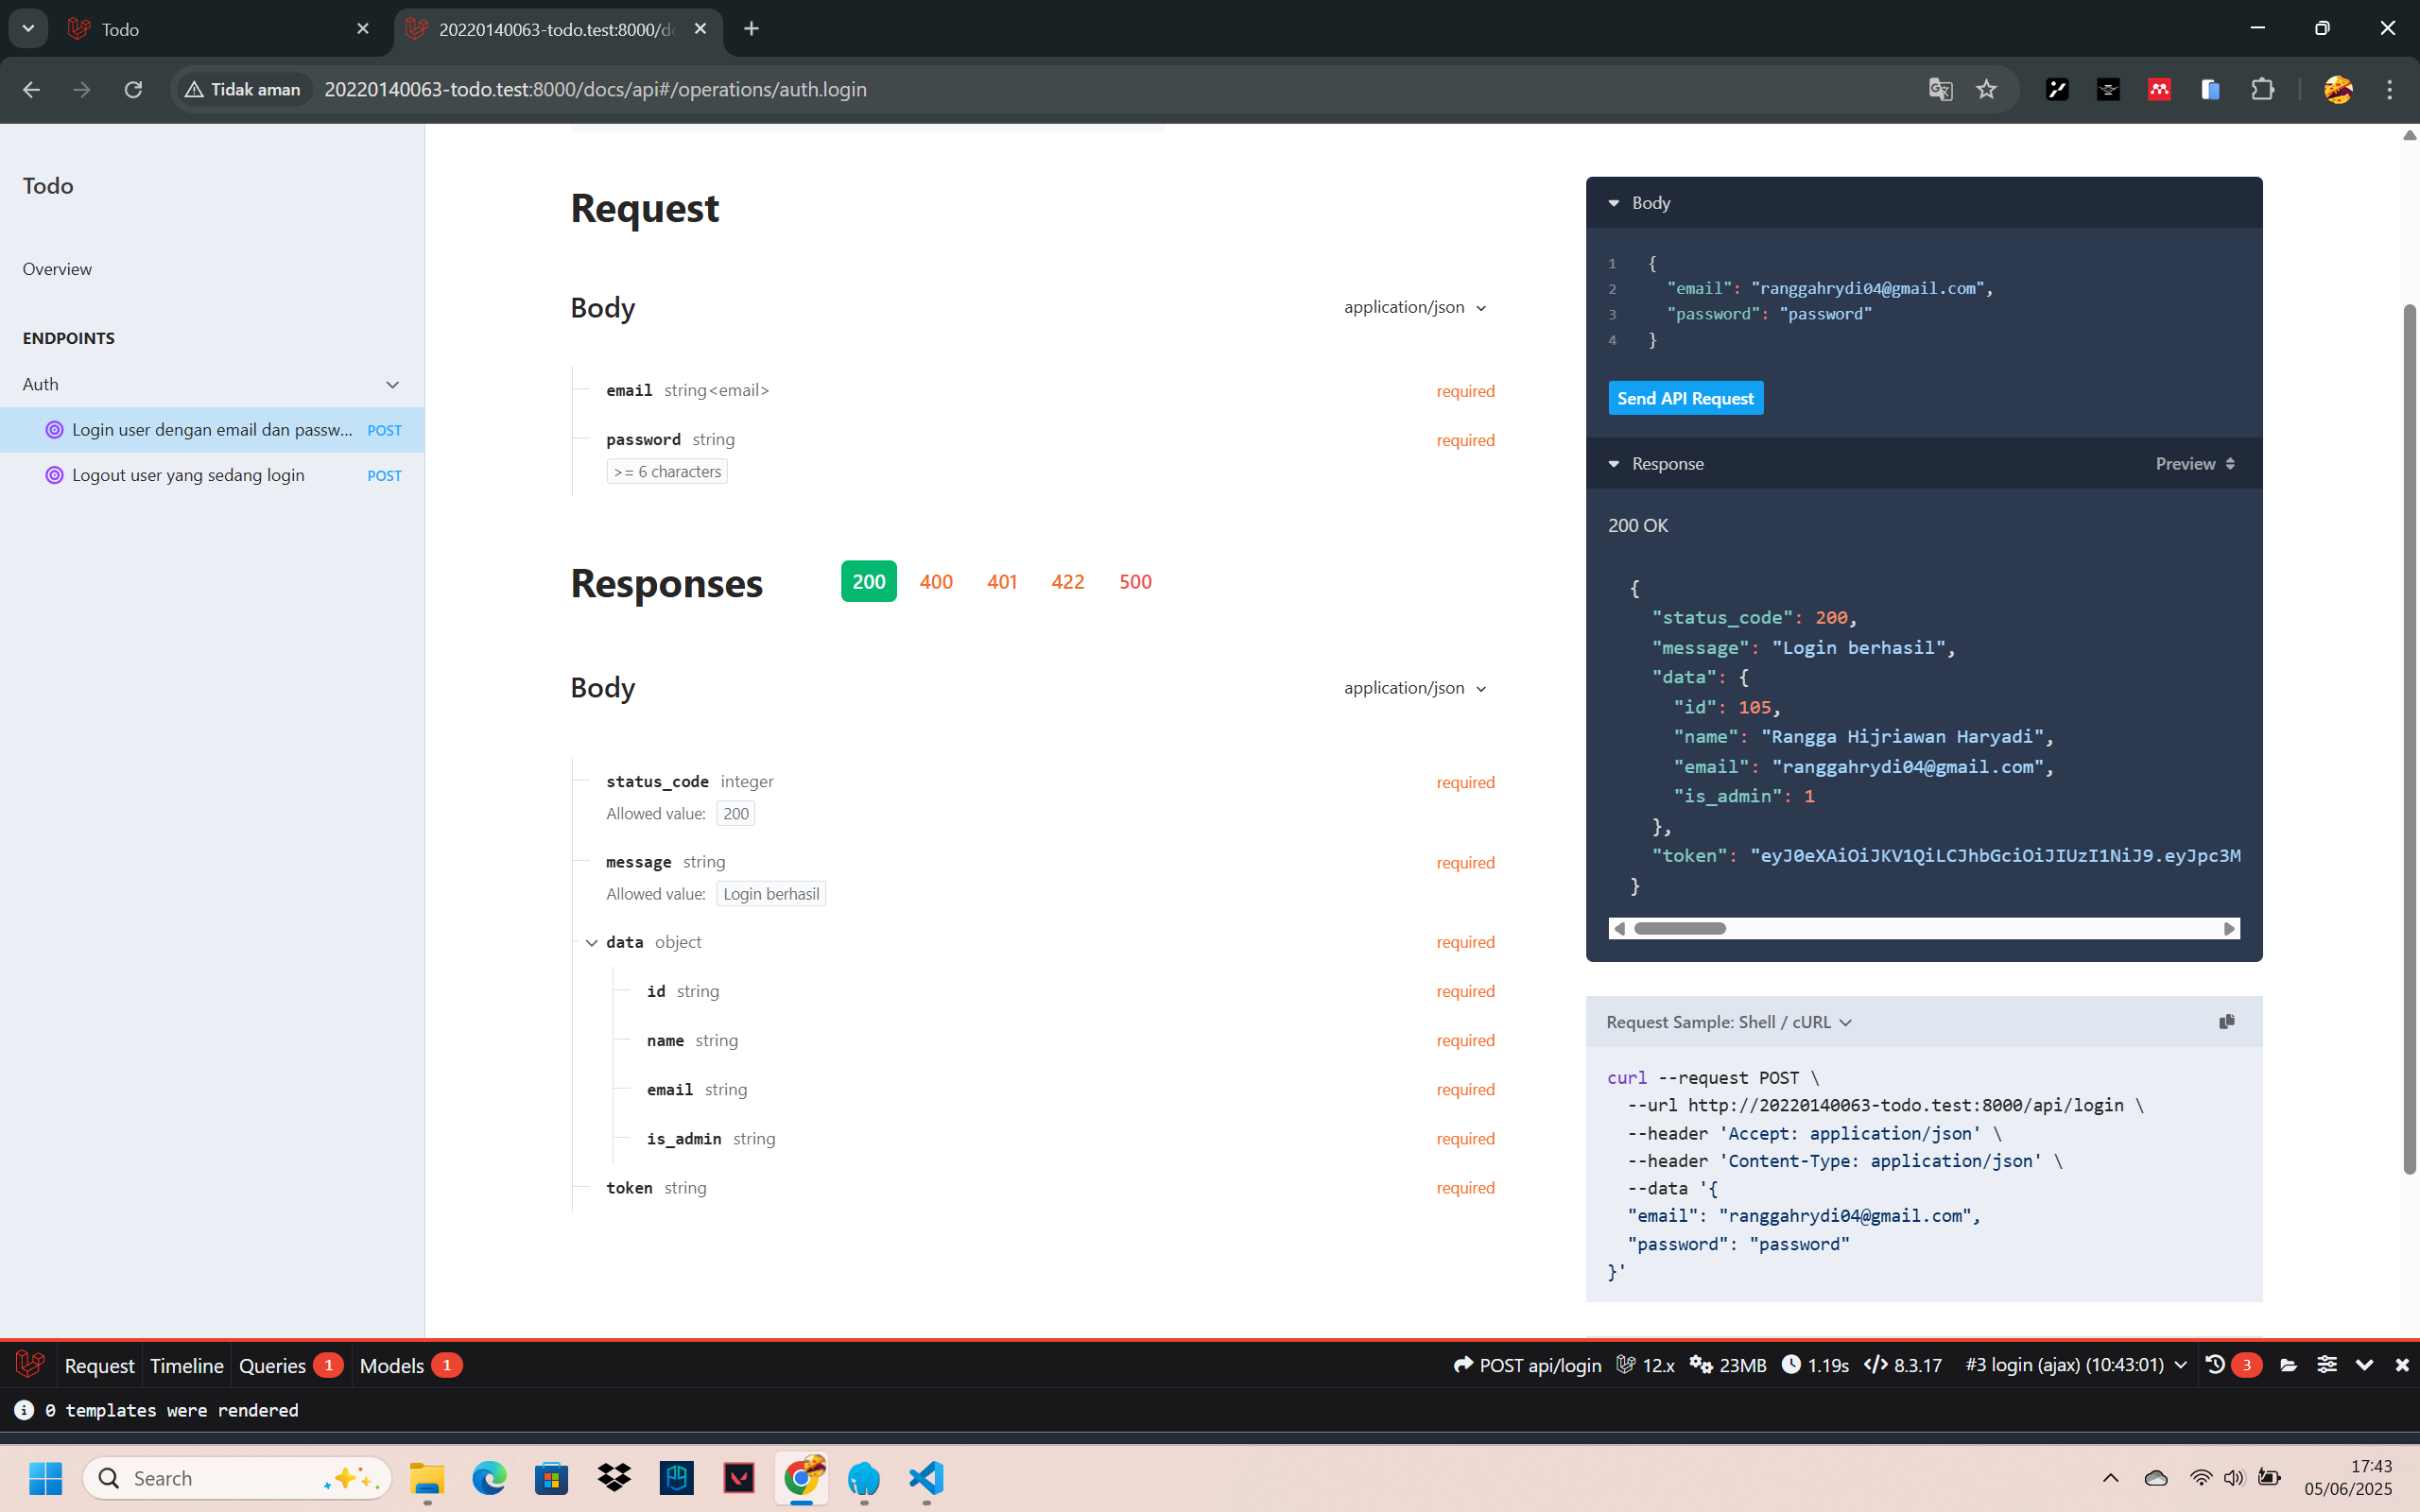 Todo
20220140063-todo.test:8000/do
Tidak aman
20220140063-todo.test:8000/docs/api#/operations/auth.login
Todo
Overview
ENDPOINTS
Auth
Login user dengan email dan passw... POST
Logout user yang sedang login POST
Request
Body application/json
email string<email> required
password string required
>= 6 characters
Responses 200 400 401 422 500
Body application/json
status_code integer required
Allowed value: 200
message string required
Allowed value: Login berhasil
data object required
id string required
name string required
email string required
is_admin string required
token string required
Body
1 {
2 "email": "ranggahrydi04@gmail.com",
3 "password": "password"
4 }
Send API Request
Response Preview
200 OK
{
"status_code": 200,
"message": "Login berhasil",
"data": {
"id": 105,
"name": "Rangga Hijriawan Haryadi",
"email": "ranggahrydi04@gmail.com",
"is_admin": 1
},
"token": "eyJ0eXAiOiJKV1QiLCJhbGciOiJIUzI1NiJ9.eyJpc3M
}
Request Sample: Shell / cURL
curl --request POST \
--url http://20220140063-todo.test:8000/api/login \
--header 'Accept: application/json' \
--header 'Content-Type: application/json' \
--data '{
"email": "ranggahrydi04@gmail.com",
"password": "password"
}'
Request Timeline Queries 1 Models 1 POST api/login 12.x 23MB 1.19s 8.3.17 #3 login (ajax) (10:43:01) 3
0 templates were rendered
Search
17:43
05/06/2025